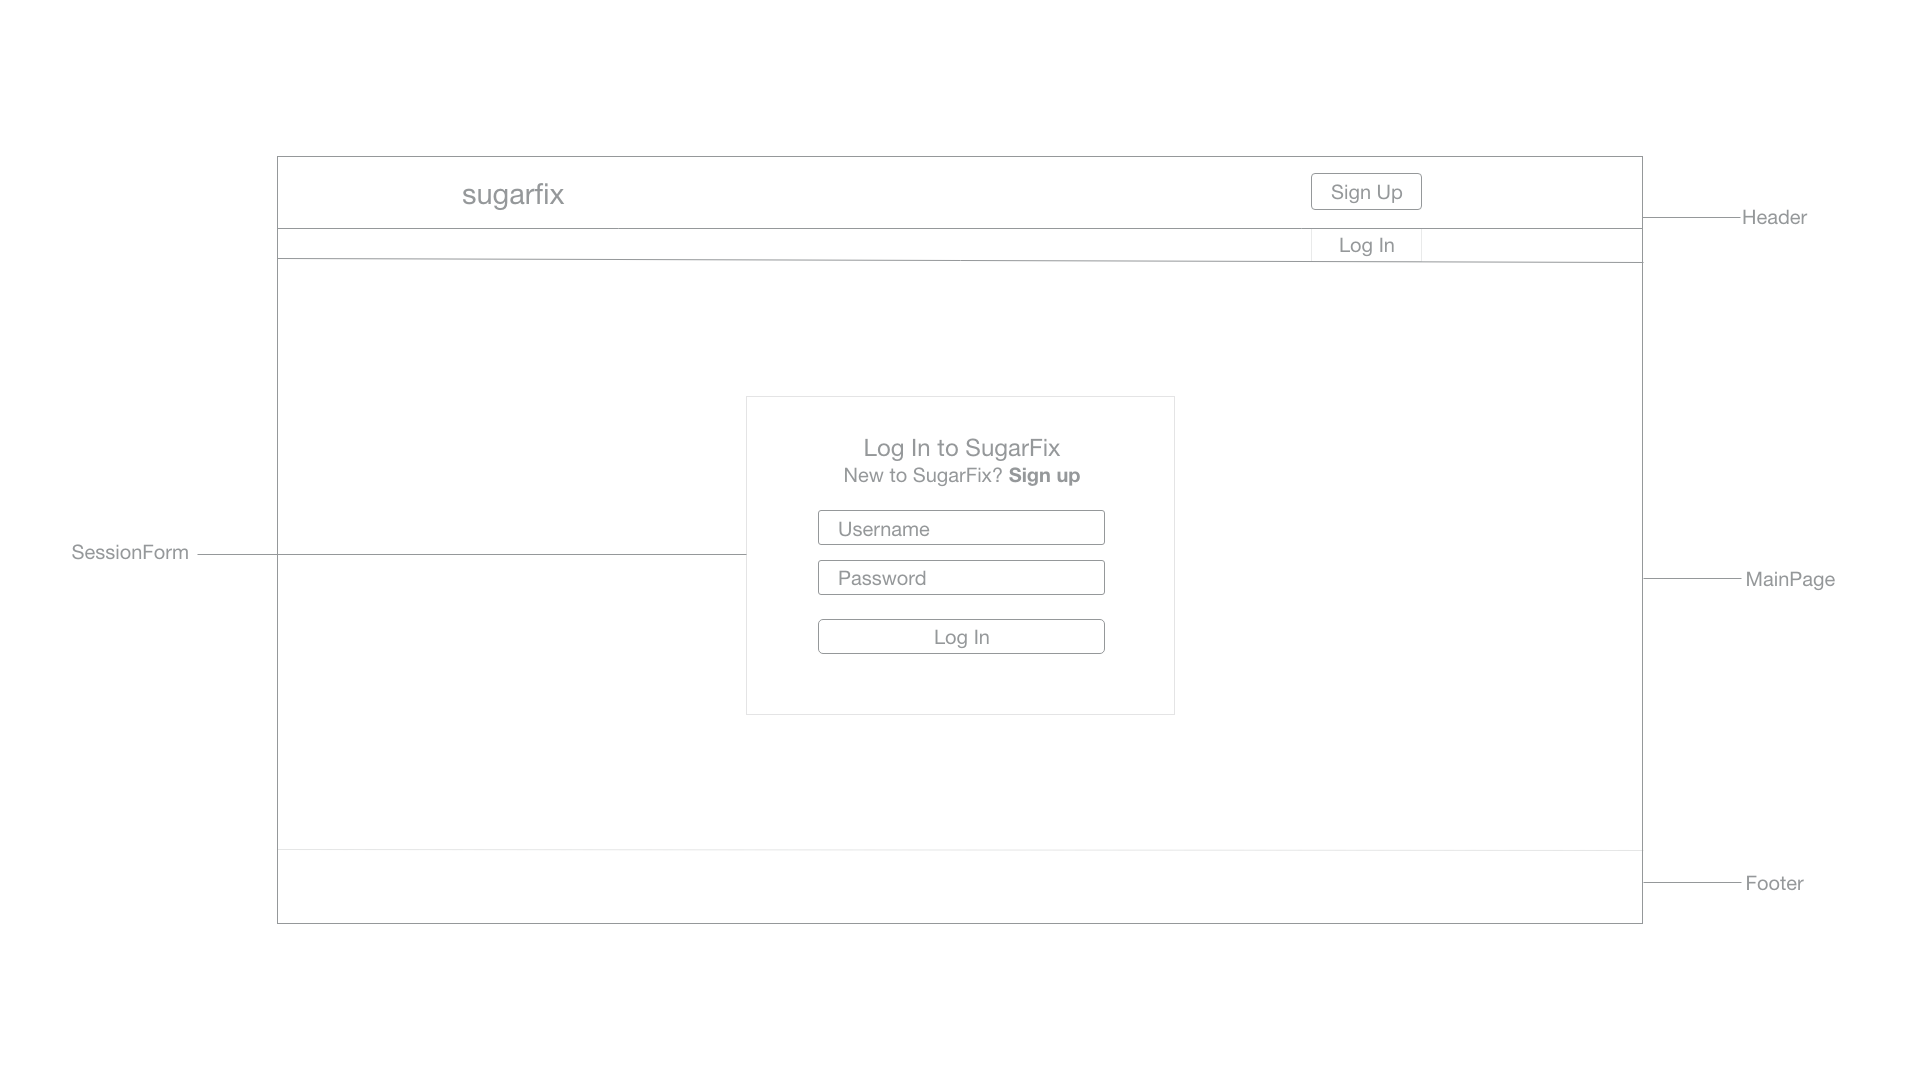 sugarfix
Sign Up
Header
Log In
Log In to SugarFix
New to SugarFix? Sign up
Username
SessionForm
Password
MainPage
Log In
Footer